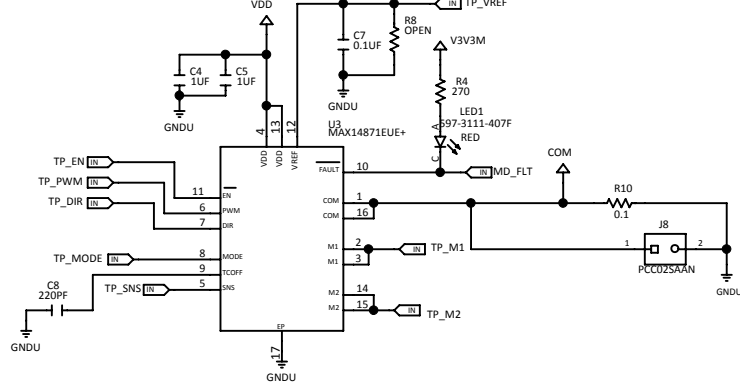 VDD
IN TP_VREF
R8
OPEN
C7
0.1UF
V3V3M
C4
1UF
C5
1UF
R4
270
GNDU
GNDU
LED1
597-3111-407F
A
RED
C
U3
MAX14871EUE+
4
13
12
VDD
VDD
VREF
COM
TP_EN IN
TP_PWM IN
TP_DIR IN
11
EN
6
PWM
7
DIR
FAULT
10
IN MD_FLT
COM
1
COM
16
R10
0.1
J8
1
2
PCC02SAAN
GNDU
TP_MODE IN
8
MODE
9
TCOFF
5
SNS
M1
2
M1
3
IN TP_M1
C8
220PF
TP_SNS IN
M2
14
M2
15
IN TP_M2
GNDU
EP
17
GNDU